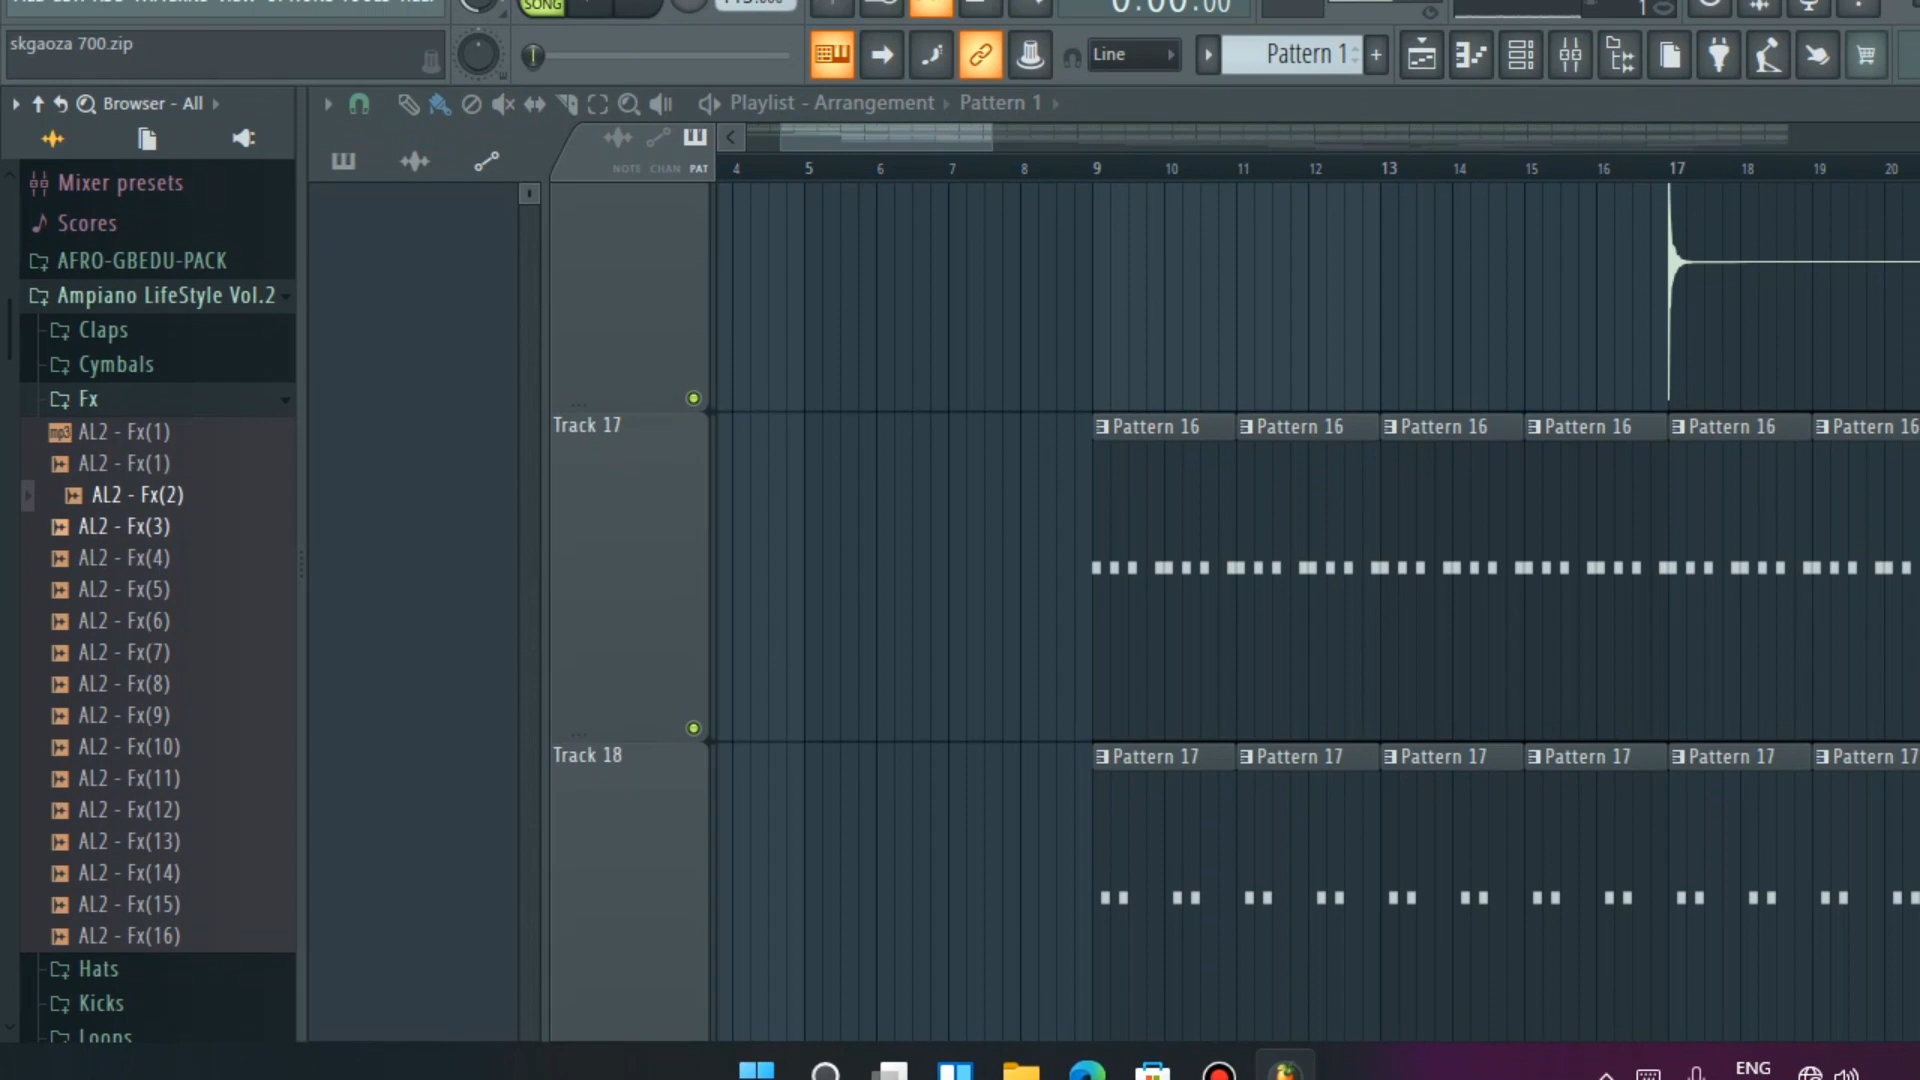 SONG
1
skgaoza 700.zip
Line
Pattern 1
+
Browser - All
Playlist - Arrangement
Pattern 1
NOTE CHAN PAT
4 5 6 7 8 9 10 11 12 13 14 15 16 17 18 19 20
Mixer presets
Scores
AFRO-GBEDU-PACK
Ampiano LifeStyle Vol.2
Claps
Cymbals
Fx
mp3 AL2 - Fx(1)
AL2 - Fx(1)
AL2 - Fx(2)
AL2 - Fx(3)
AL2 - Fx(4)
AL2 - Fx(5)
AL2 - Fx(6)
AL2 - Fx(7)
AL2 - Fx(8)
AL2 - Fx(9)
AL2 - Fx(10)
AL2 - Fx(11)
AL2 - Fx(12)
AL2 - Fx(13)
AL2 - Fx(14)
AL2 - Fx(15)
AL2 - Fx(16)
Hats
Kicks
Loops
Track 17
Pattern 16 Pattern 16 Pattern 16 Pattern 16 Pattern 16 Pattern 16
Track 18
Pattern 17 Pattern 17 Pattern 17 Pattern 17 Pattern 17 Pattern 17
ENG